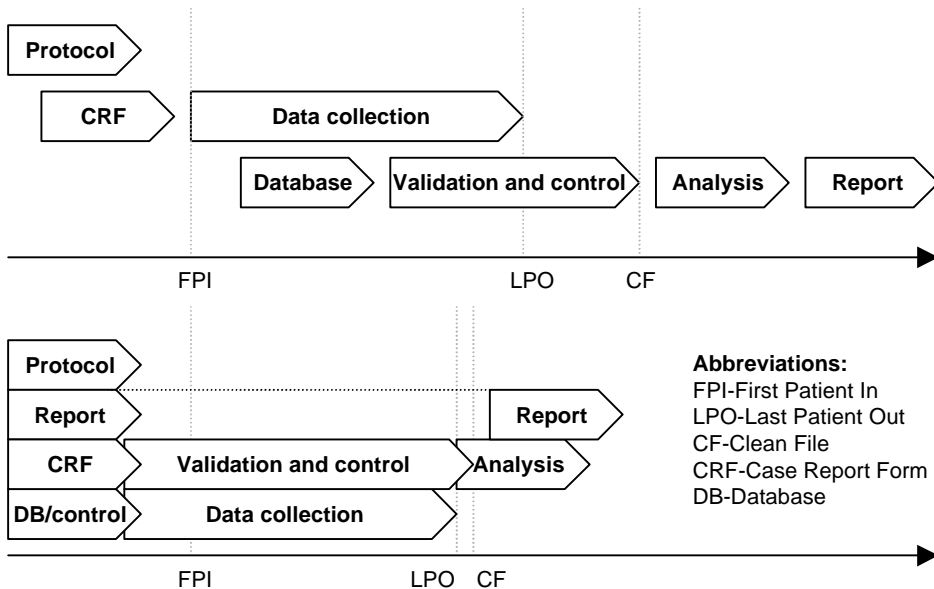 Protocol
CRF
Data collection
Database
Validation and control
Analysis
Report
FPI
LPO
CF
Protocol
Report
Report
CRF
Validation and control
Analysis
DB/control
Data collection
FPI
LPO
CF
Abbreviations:
FPI-First Patient In
LPO-Last Patient Out
CF-Clean File
CRF-Case Report Form
DB-Database